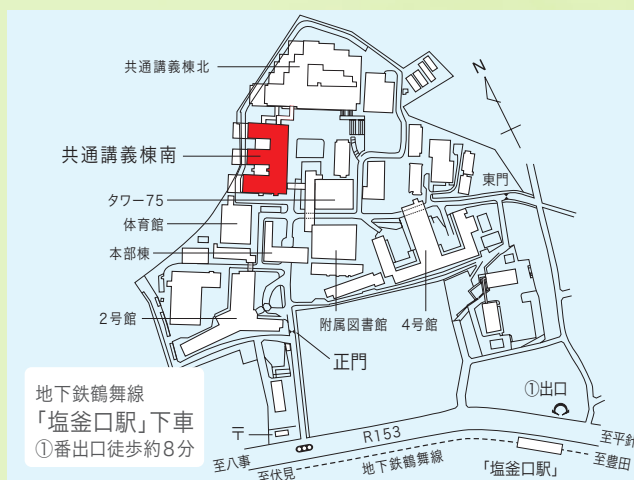 共通講義棟北
N
共通講義棟南
東門
タワー75
体育館
本部棟
2号館
附属図書館
4号館
正門
①出口
地下鉄鶴舞線
「塩釜口駅」下車
①番出口徒歩約8分
〒
R153
至平針
至八事
至伏見
地下鉄鶴舞線
至豊田
「塩釜口駅」